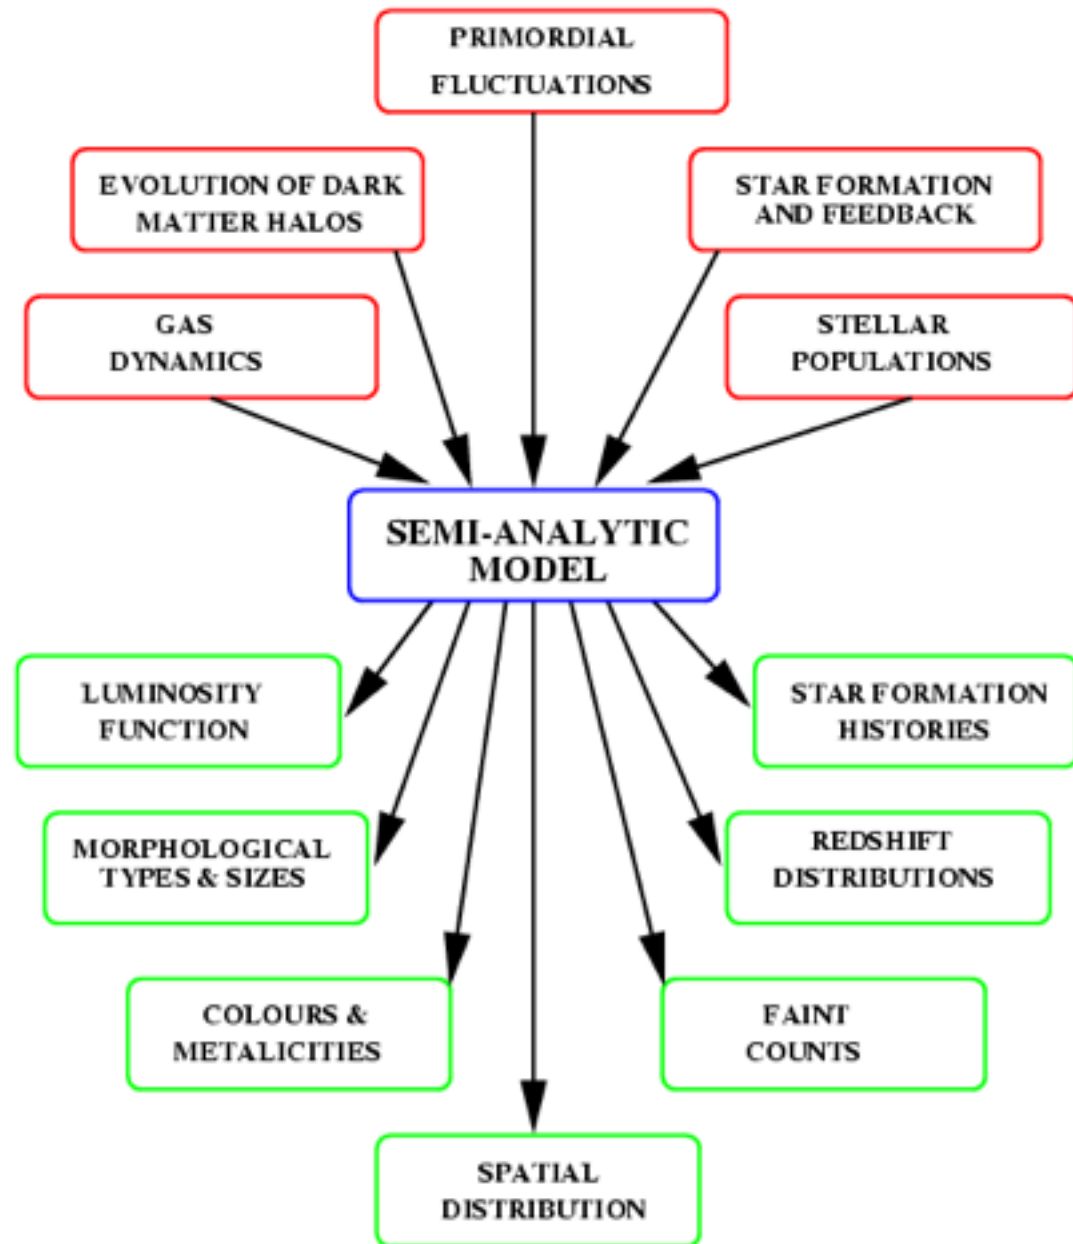 PRIMORDIAL
FLUCTUATIONS
EVOLUTION OF DARK
MATTER HALOS
STAR FORMATION
AND FEEDBACK
GAS
DYNAMICS
STELLAR
POPULATIONS
SEMI-ANALYTIC
MODEL
LUMINOSITY
FUNCTION
STAR FORMATION
HISTORIES
MORPHOLOGICAL
TYPES & SIZES
REDSHIFT
DISTRIBUTIONS
COLOURS &
METALICITIES
FAINT
COUNTS
SPATIAL
DISTRIBUTION